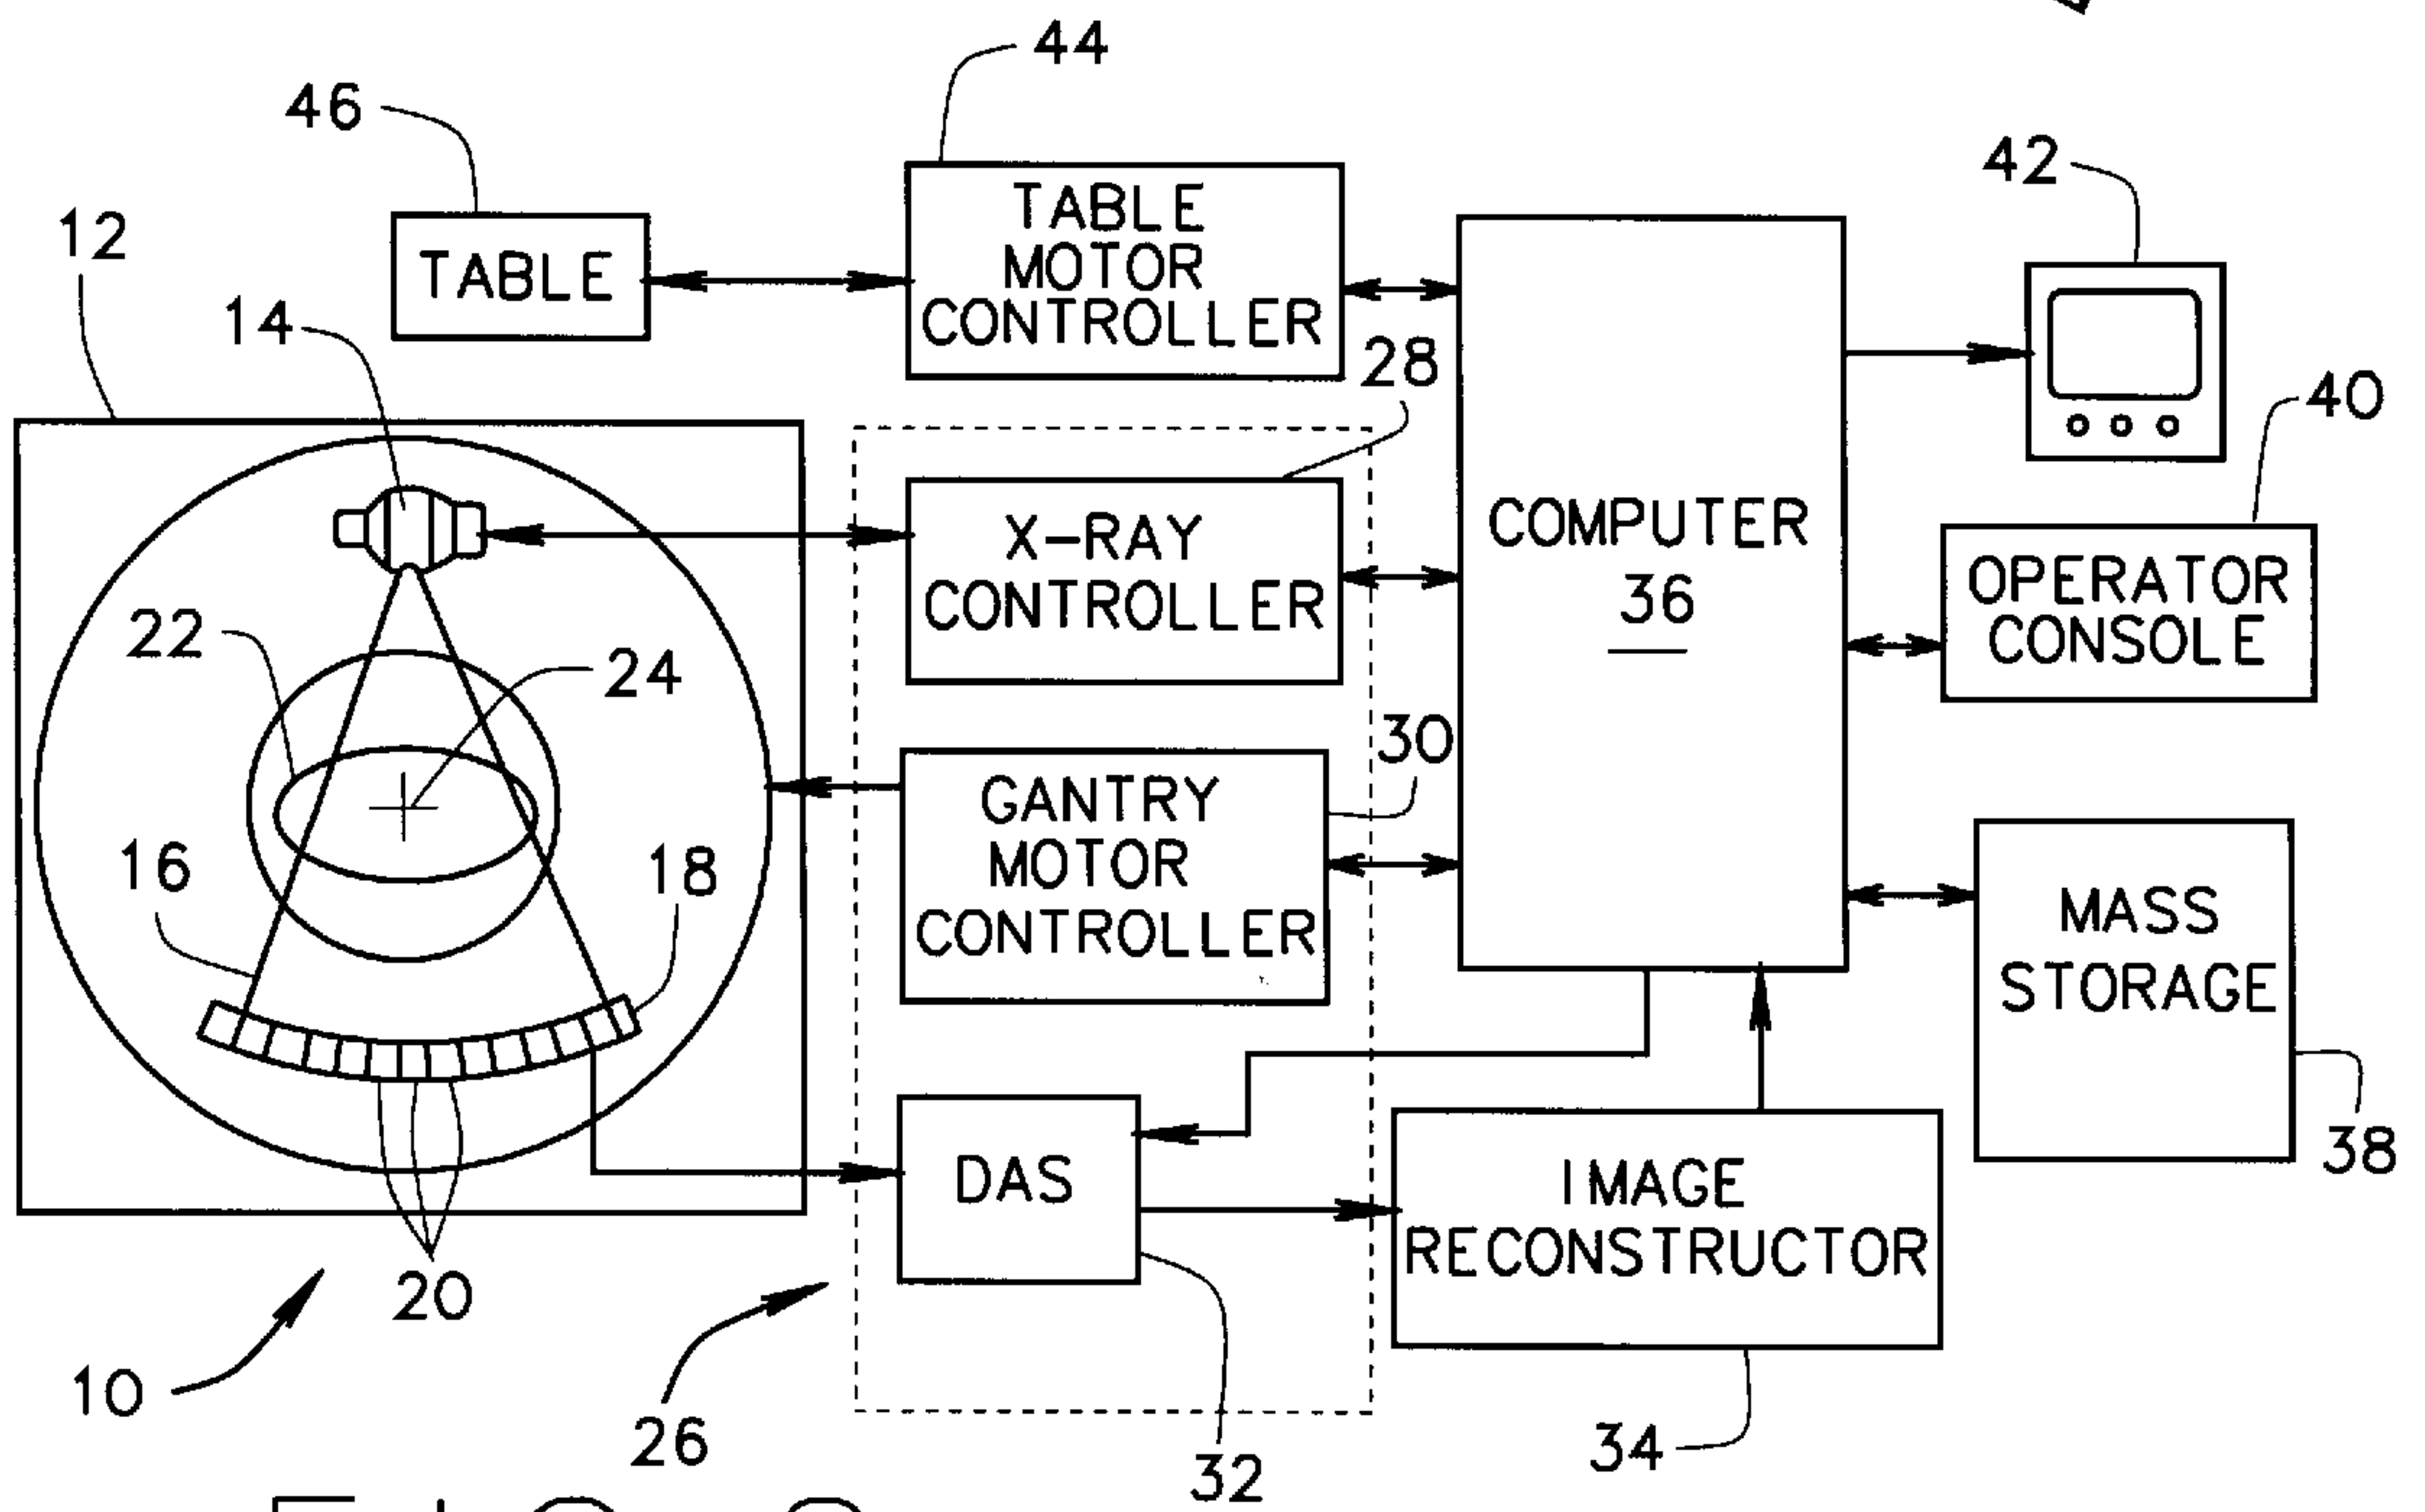 44
46
42
12
TABLE
MOTOR
CONTROLLER
TABLE
14
28
40
COMPUTER
36
X-RAY
CONTROLLER
OPERATOR
CONSOLE
22
24
30
GANTRY
MOTOR
CONTROLLER
16
18
MASS
STORAGE
38
DAS
IMAGE
RECONSTRUCTOR
20
10
26
32
34